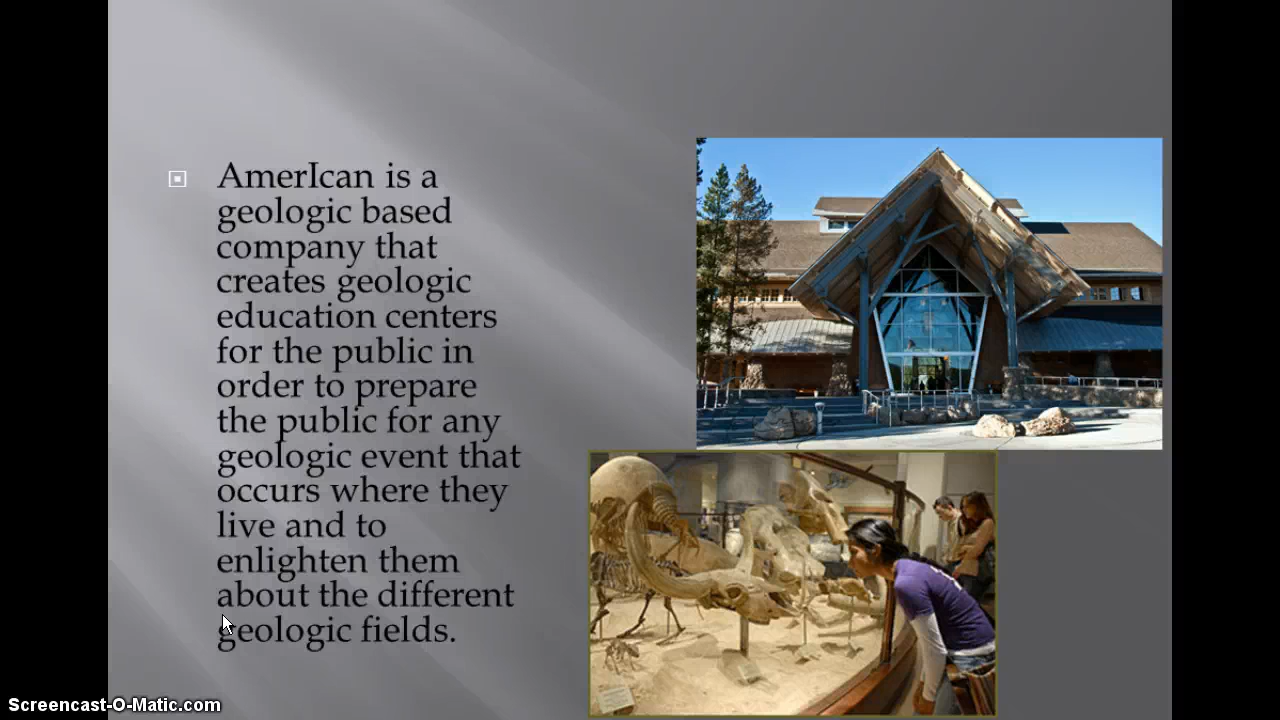 AmerIcan is a
geologic based
company that
creates geologic
education centers
for the public in
order to prepare
the public for any
geologic event that
occurs where they
live and to
enlighten them
about the different
geologic fields.
Screencast-O-Matic.com